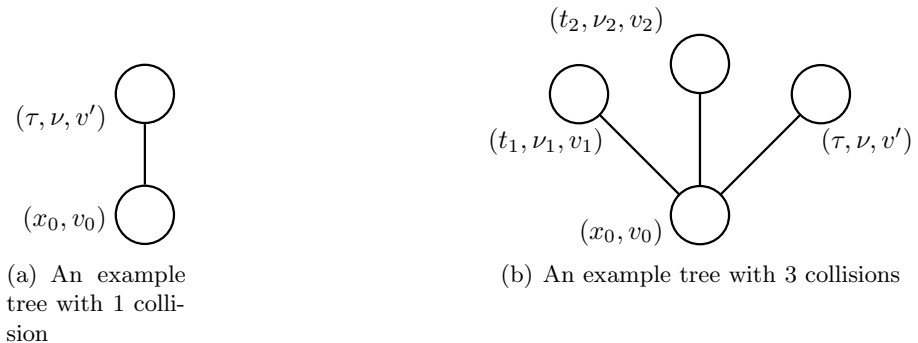 (τ, ν, v′)
(x₀, v₀)
(a) An example
tree with 1 colli-
sion
(t₂, ν₂, v₂)
(t₁, ν₁, v₁)
(τ, ν, v′)
(x₀, v₀)
(b) An example tree with 3 collisions